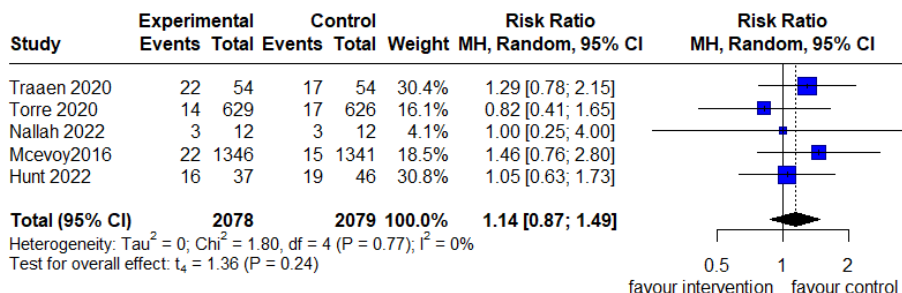 Experimental Control Risk Ratio Risk Ratio
Study Events Total Events Total Weight MH, Random, 95% CI MH, Random, 95% CI
Traaen 2020 22 54 17 54 30.4% 1.29 [0.78; 2.15]
Torre 2020 14 629 17 626 16.1% 0.82 [0.41; 1.65]
Nallah 2022 3 12 3 12 4.1% 1.00 [0.25; 4.00]
Mcevoy2016 22 1346 15 1341 18.5% 1.46 [0.76; 2.80]
Hunt 2022 16 37 19 46 30.8% 1.05 [0.63; 1.73]
Total (95% CI) 2078 2079 100.0% 1.14 [0.87; 1.49]
Heterogeneity: Tau² = 0; Chi² = 1.80, df = 4 (P = 0.77); I² = 0%
Test for overall effect: t₄ = 1.36 (P = 0.24)
0.5 1 2
favour intervention favour control